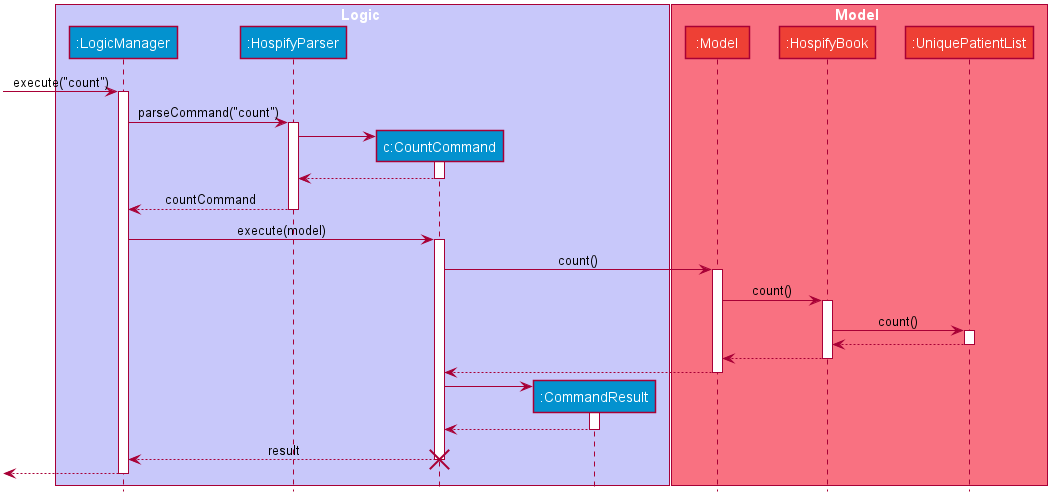 Logic
Model
:LogicManager
:HospifyParser
:Model
:HospifyBook
:UniquePatientList
execute("count")
parseCommand("count")
c:CountCommand
countCommand
execute(model)
count()
count()
count()
:CommandResult
result